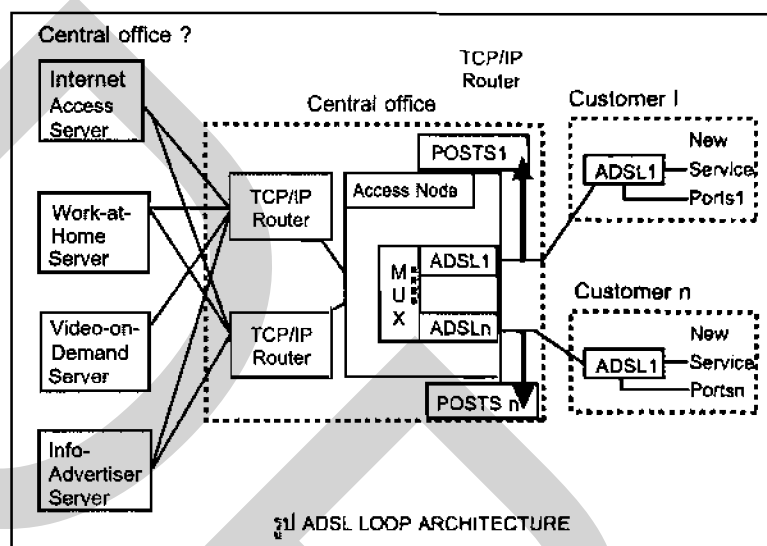 Central office ?
Internet
Access
Server
Work-at-
Home
Server
Video-on-
Demand
Server
Info-
Advertiser
Server
Central office
TCP/IP
Router
TCP/IP
Router
TCP/IP
Router
POSTS1
Access Node
M
U
X
ADSL1
ADSLn
POSTS n
Customer l
New
ADSL1
Service
Ports1
Customer n
New
ADSL1
Service
Portsn
รูป ADSL LOOP ARCHITECTURE